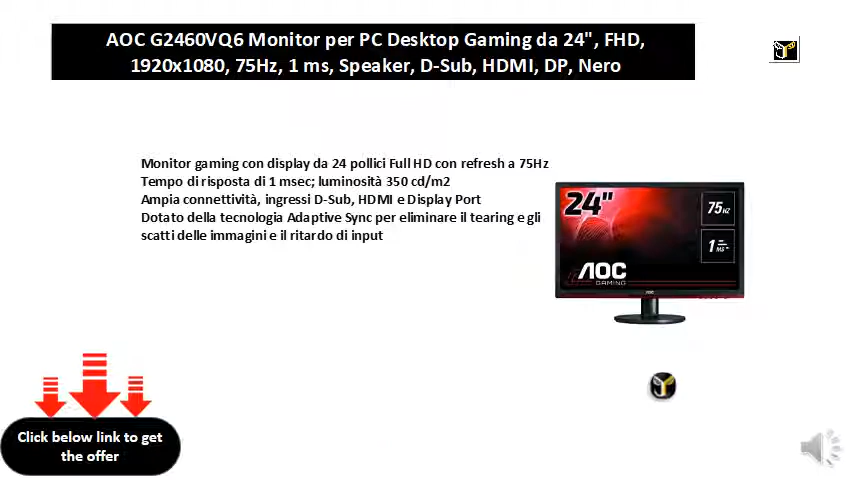 AOC G2460VQ6 Monitor per PC Desktop Gaming da 24", FHD,
1920x1080, 75Hz, 1 ms, Speaker, D-Sub, HDMI, DP, Nero
Monitor gaming con display da 24 pollici Full HD con refresh a 75Hz
Tempo di risposta di 1 msec; luminosità 350 cd/m2
Ampia connettività, ingressi D-Sub, HDMI e Display Port
Dotato della tecnologia Adaptive Sync per eliminare il tearing e gli
scatti delle immagini e il ritardo di input
24"
75HZ
1 MS
AOC
GAMING
AOC
Click below link to get
the offer